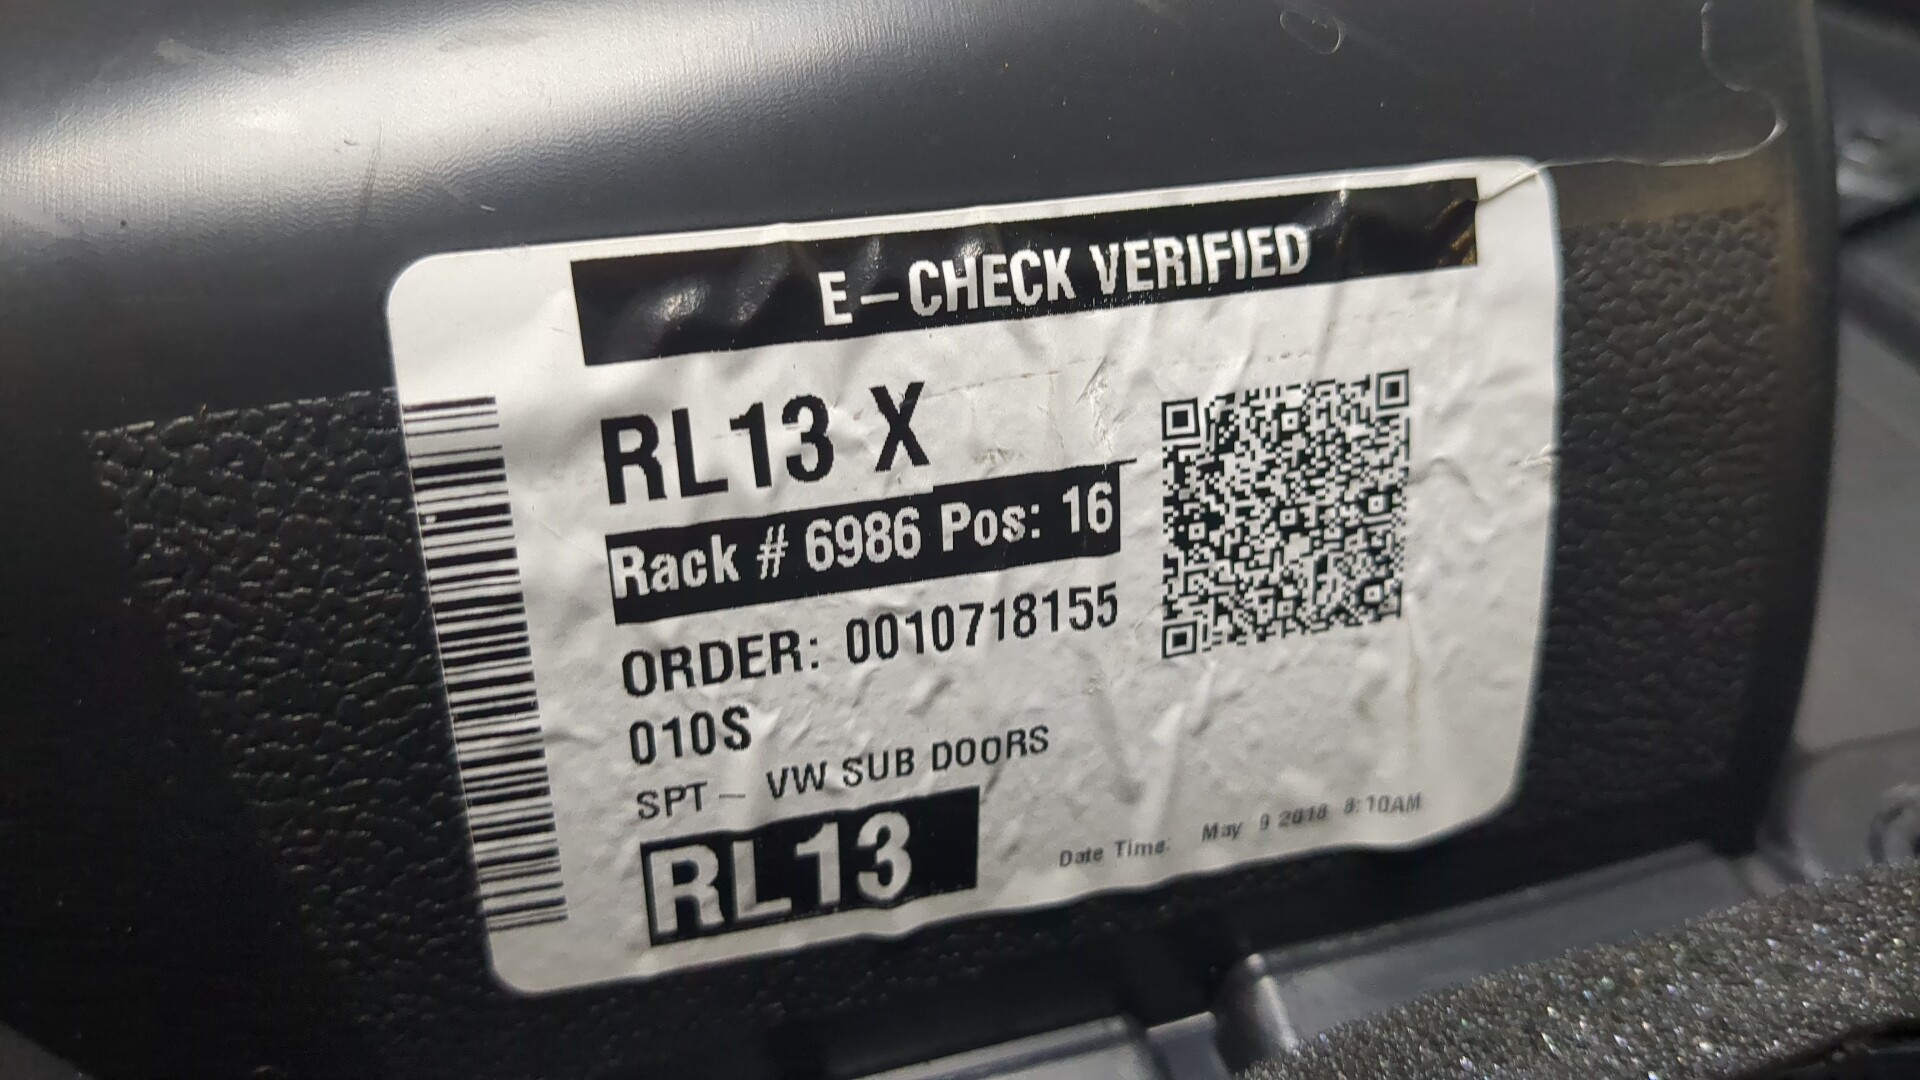 E - CHECK VERIFIED
RL13 X
Rack # 6986 Pos: 16
ORDER: 0010718155
010S
SPT - VW SUB DOORS
RL13
Date Time: May 9 2018 8:10AM